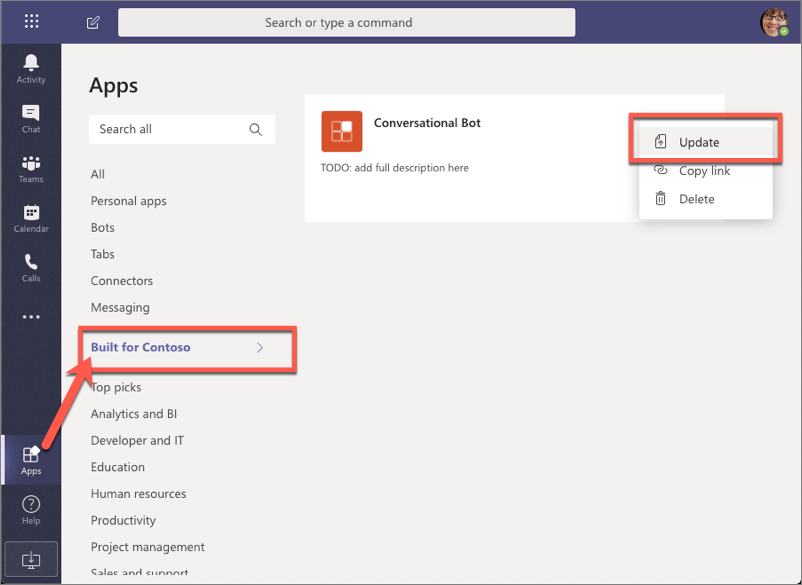 Search or type a command
Activity
Chat
Teams
Calendar
Calls
Apps
Help
Apps
Search all
All
Personal apps
Bots
Tabs
Connectors
Messaging
Built for Contoso
Top picks
Analytics and BI
Developer and IT
Education
Human resources
Productivity
Project management
Sales and support
Conversational Bot
TODO: add full description here
Update
Copy link
Delete